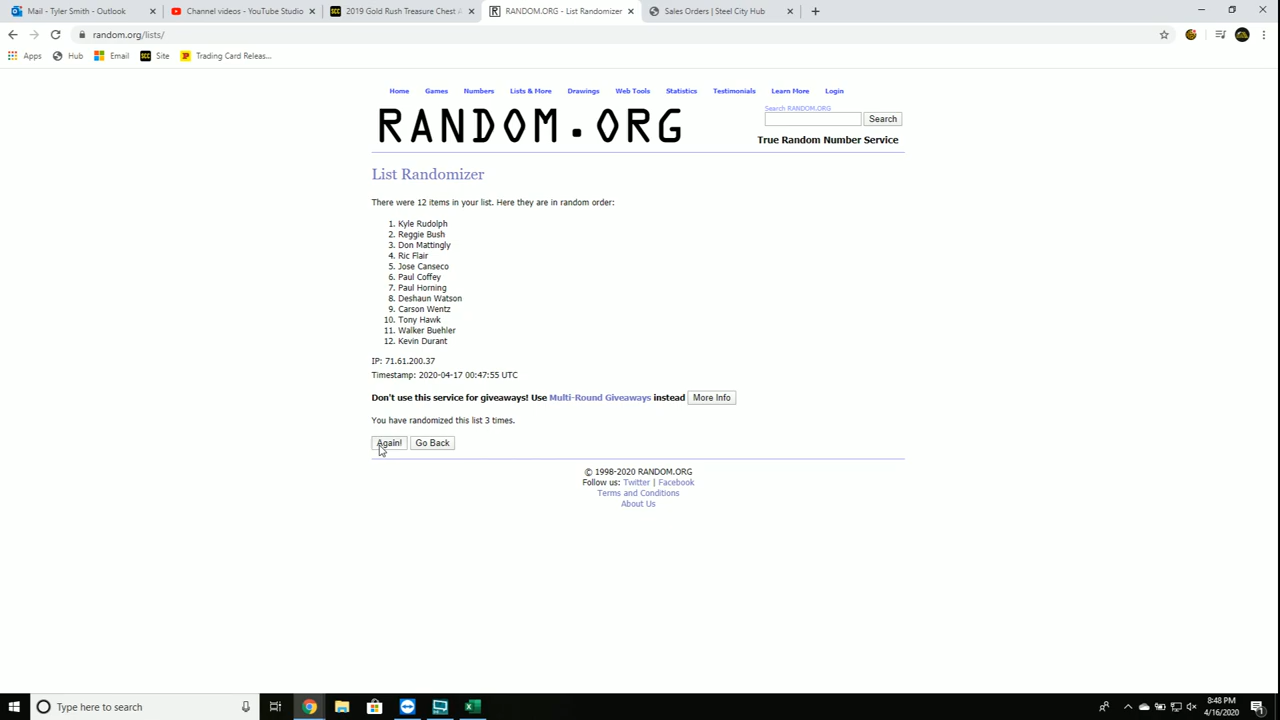 Mail - Tyler Smith - Outlook
Channel videos - YouTube Studio
2019 Gold Rush Treasure Chest A
RANDOM.ORG - List Randomizer
Sales Orders | Steel City Hub
random.org/lists/
Apps Hub Email Site Trading Card Releas...
Home Games Numbers Lists & More Drawings Web Tools Statistics Testimonials Learn More Login
RANDOM.ORG
Search RANDOM.ORG
Search
True Random Number Service
List Randomizer
There were 12 items in your list. Here they are in random order:
1. Kyle Rudolph
2. Reggie Bush
3. Don Mattingly
4. Ric Flair
5. Jose Canseco
6. Paul Coffey
7. Paul Horning
8. Deshaun Watson
9. Carson Wentz
10. Tony Hawk
11. Walker Buehler
12. Kevin Durant
IP: 71.61.200.37
Timestamp: 2020-04-17 00:47:55 UTC
Don't use this service for giveaways! Use Multi-Round Giveaways instead More Info
You have randomized this list 3 times.
Again! Go Back
© 1998-2020 RANDOM.ORG
Follow us: Twitter | Facebook
Terms and Conditions
About Us
Type here to search
8:48 PM
4/16/2020